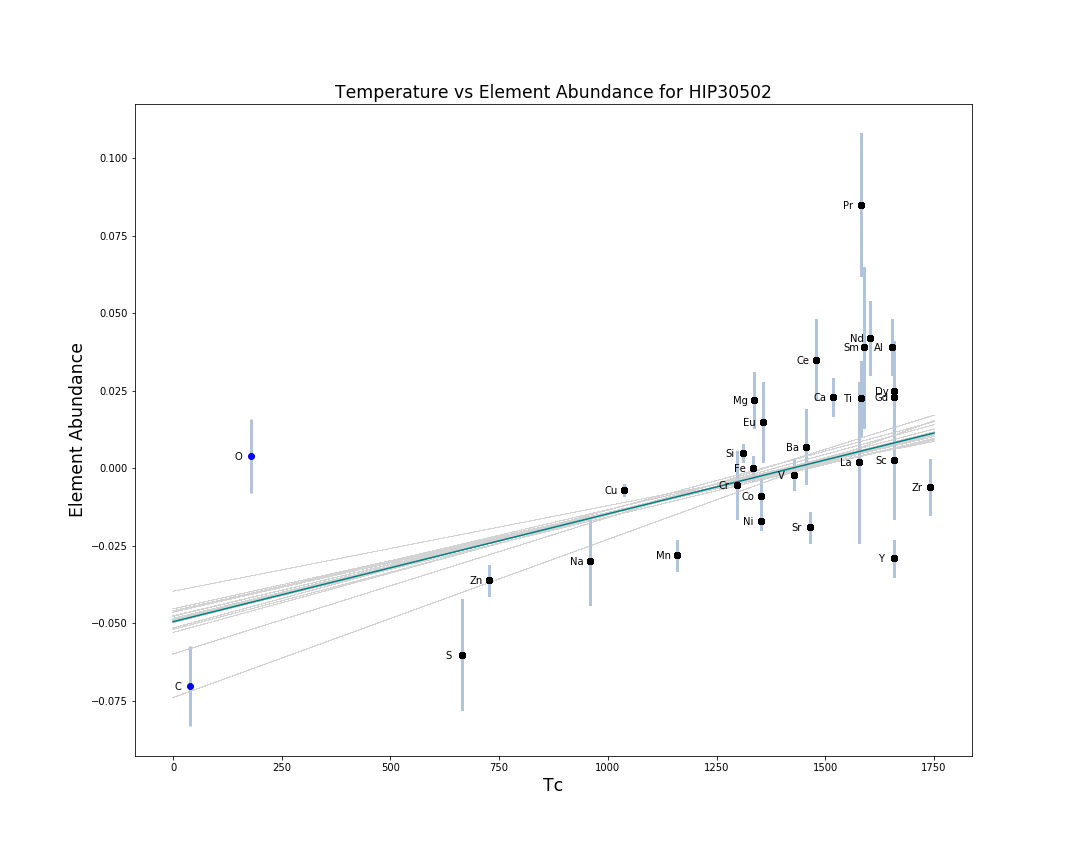 Temperature vs Element Abundance for HIP30502
Element Abundance
0.100
0.075
0.050
0.025
0.000
−0.025
−0.050
−0.075
Pr
Nd
Sm
Al
Ce
Dy
Gd
Ca
Ti
Mg
Eu
Ba
Si
O
Fe
La
Sc
V
Cr
Zr
Cu
Co
Ni
Sr
Mn
Y
Na
Zn
S
C
0
250
500
750
1000
1250
1500
1750
Tc